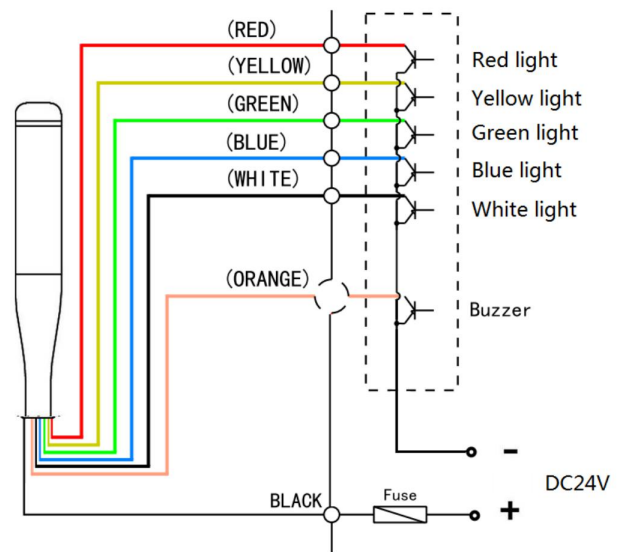 (RED)
Red light
(YELLOW)
Yellow light
(GREEN)
Green light
(BLUE)
Blue light
(WHITE)
White light
(ORANGE)
Buzzer
-
DC24V
BLACK
Fuse
+